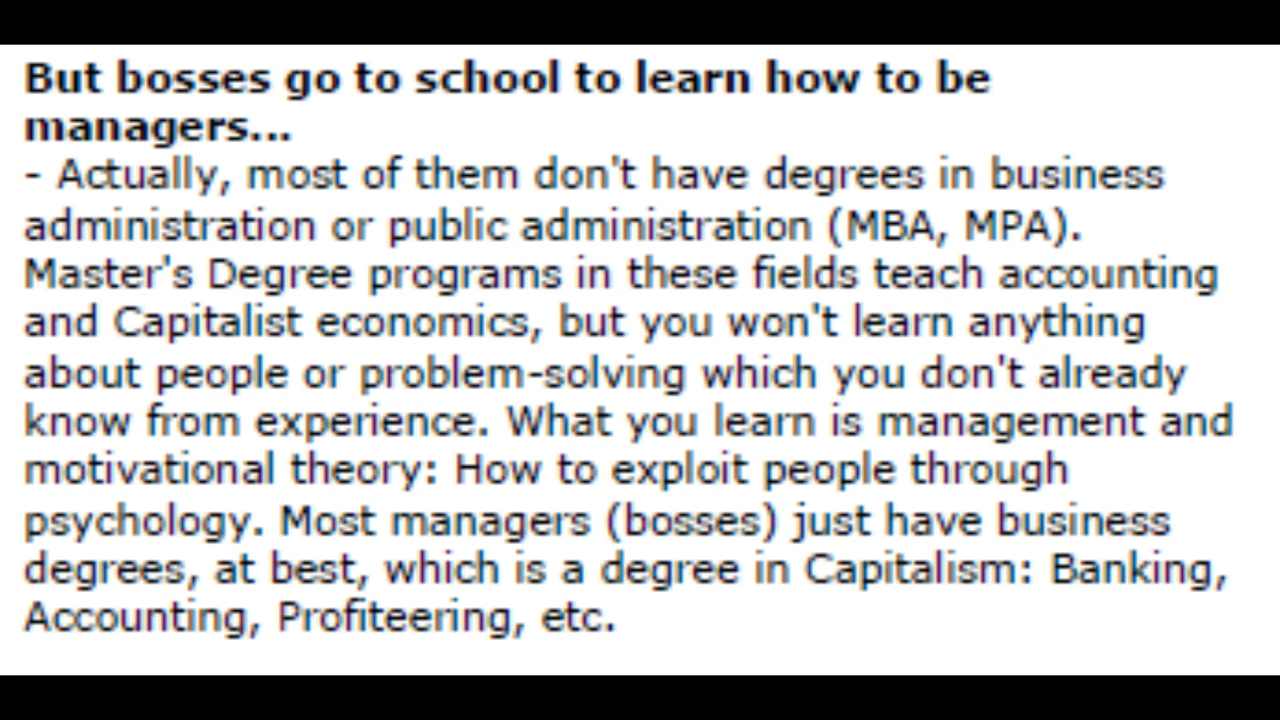 But bosses go to school to learn how to be
managers...
- Actually, most of them don't have degrees in business
administration or public administration (MBA, MPA).
Master's Degree programs in these fields teach accounting
and Capitalist economics, but you won't learn anything
about people or problem-solving which you don't already
know from experience. What you learn is management and
motivational theory: How to exploit people through
psychology. Most managers (bosses) just have business
degrees, at best, which is a degree in Capitalism: Banking,
Accounting, Profiteering, etc.